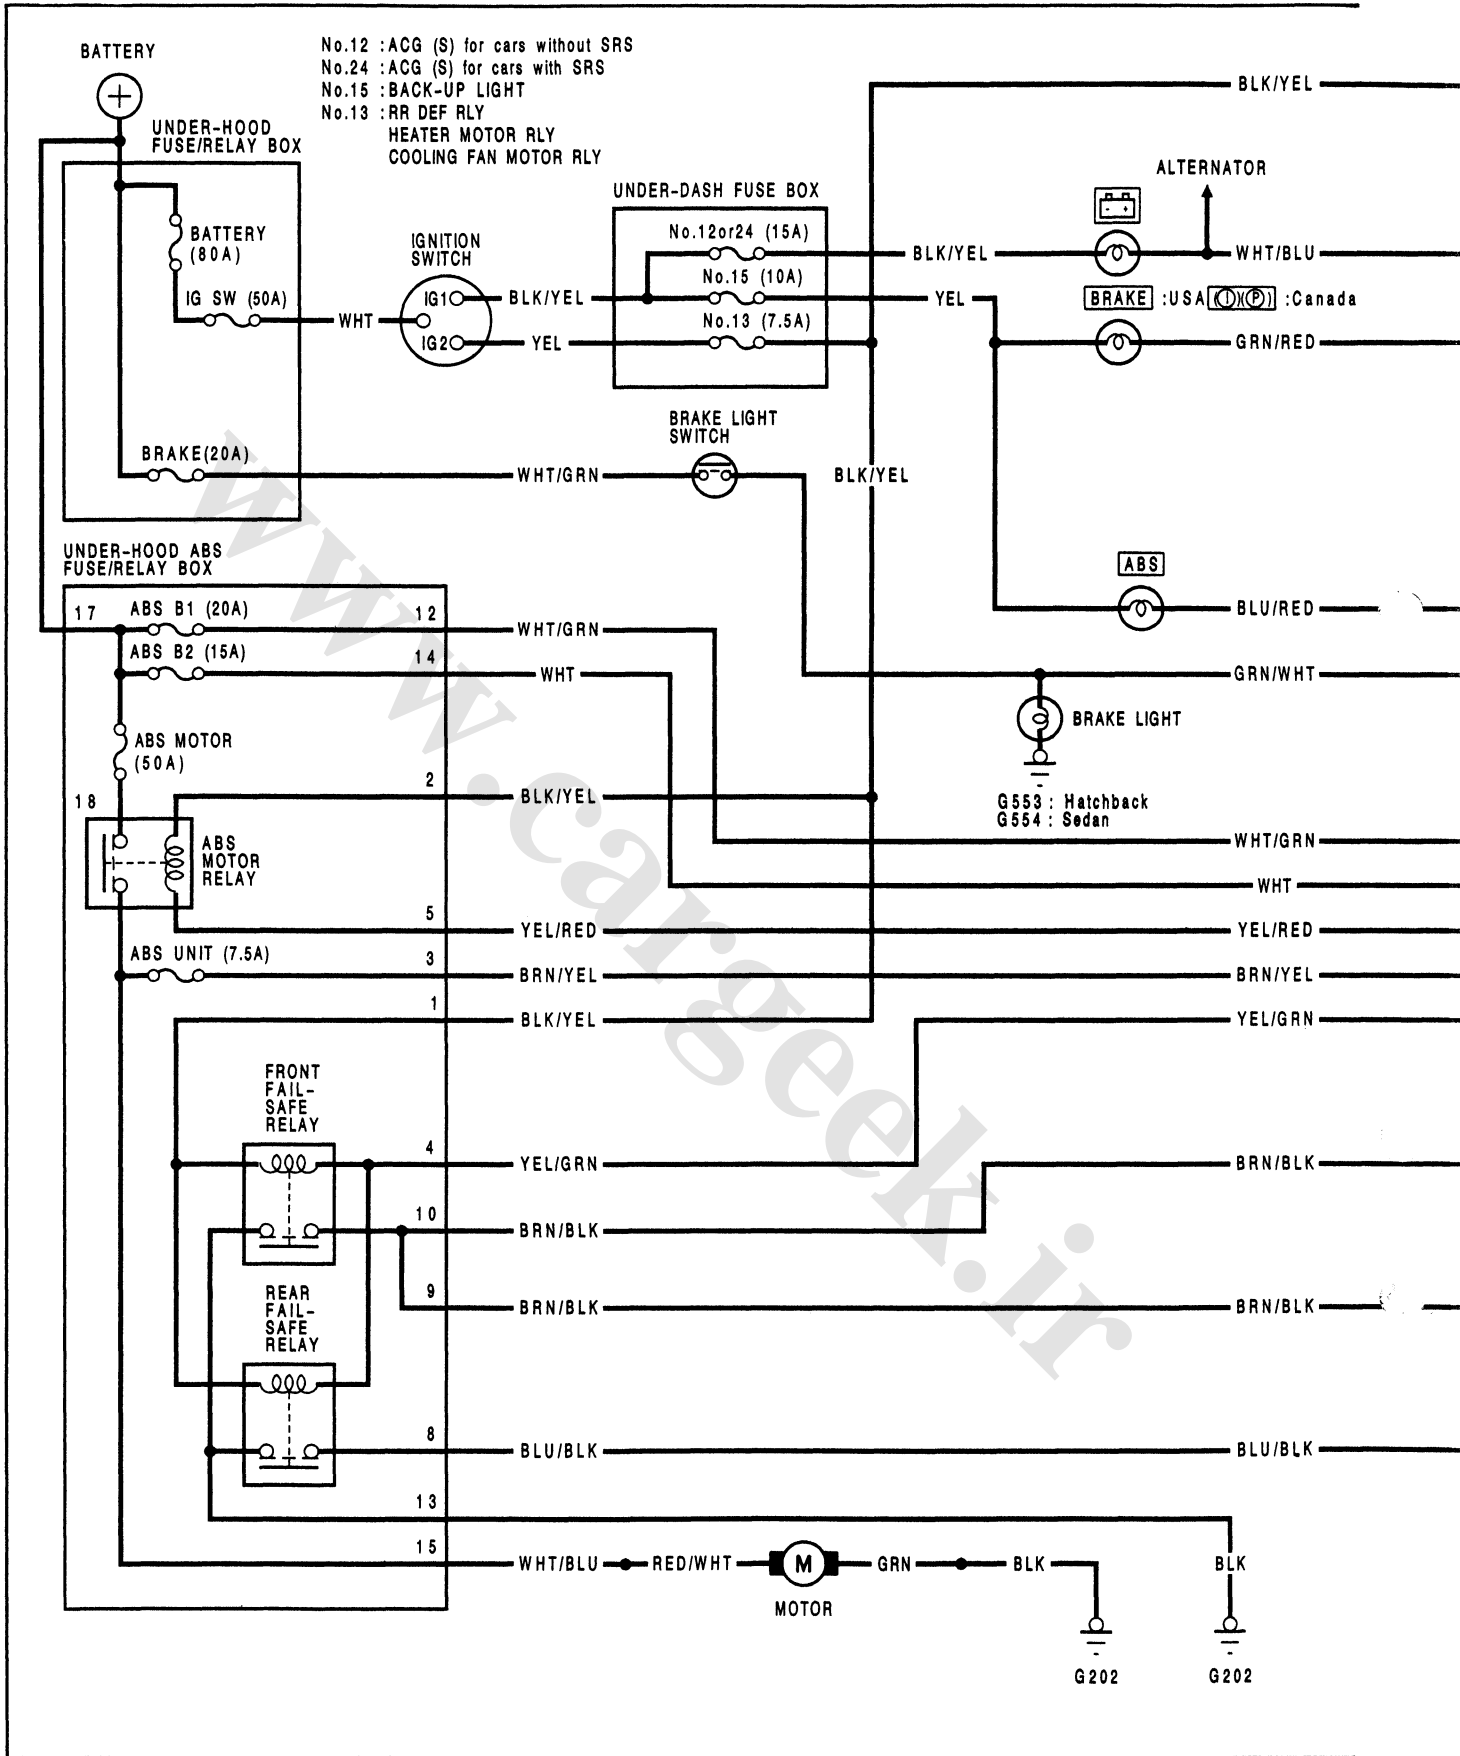 BATTERY
No.12 :ACG (S) for cars without SRS
No.24 :ACG (S) for cars with SRS
No.15 :BACK-UP LIGHT
No.13 :RR DEF RLY
HEATER MOTOR RLY
COOLING FAN MOTOR RLY
BLK/YEL
UNDER-HOOD
FUSE/RELAY BOX
ALTERNATOR
UNDER-DASH FUSE BOX
BATTERY
(80A)
IGNITION
SWITCH
No.12or24 (15A)
BLK/YEL
WHT/BLU
IG SW (50A)
IG1
BLK/YEL
No.15 (10A)
YEL
BRAKE :USA (!)(P) :Canada
WHT
No.13 (7.5A)
IG2
YEL
GRN/RED
BRAKE LIGHT
SWITCH
BRAKE(20A)
WHT/GRN
BLK/YEL
UNDER-HOOD ABS
FUSE/RELAY BOX
ABS
17
ABS B1 (20A)
12
WHT/GRN
BLU/RED
ABS B2 (15A)
14
WHT
GRN/WHT
BRAKE LIGHT
ABS MOTOR
(50A)
G553 : Hatchback
G554 : Sedan
2
BLK/YEL
18
ABS
MOTOR
RELAY
WHT/GRN
WHT
5
YEL/RED
YEL/RED
ABS UNIT (7.5A)
3
BRN/YEL
BRN/YEL
1
BLK/YEL
YEL/GRN
FRONT
FAIL-
SAFE
RELAY
4
YEL/GRN
BRN/BLK
10
BRN/BLK
9
BRN/BLK
BRN/BLK
REAR
FAIL-
SAFE
RELAY
8
BLU/BLK
BLU/BLK
13
15
WHT/BLU
RED/WHT
M
GRN
BLK
BLK
MOTOR
G202
G202
www.cargeek.ir